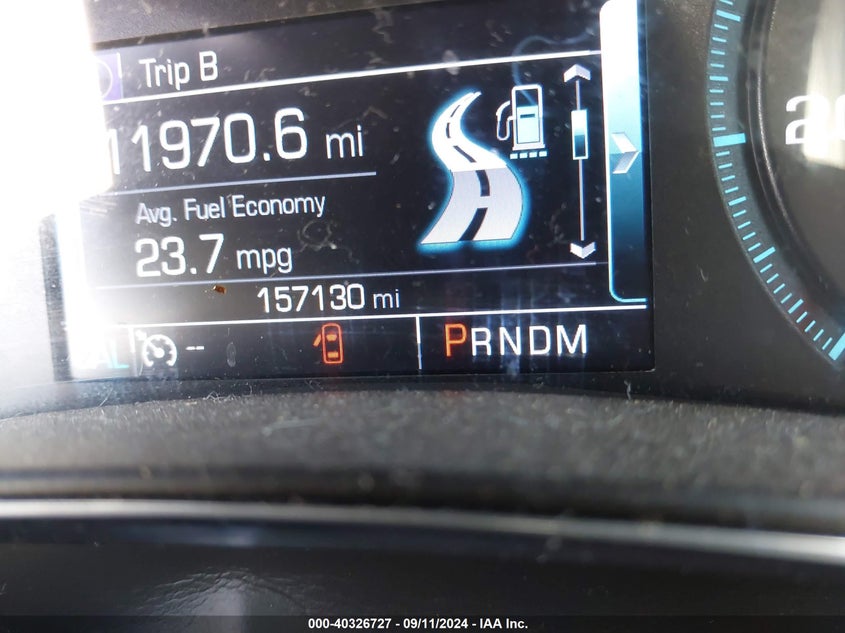 Trip B
11970.6 mi
Avg. Fuel Economy
23.7 mpg
157130 mi
--
PRNDM
000-40326727 - 09/11/2024 - IAA Inc.